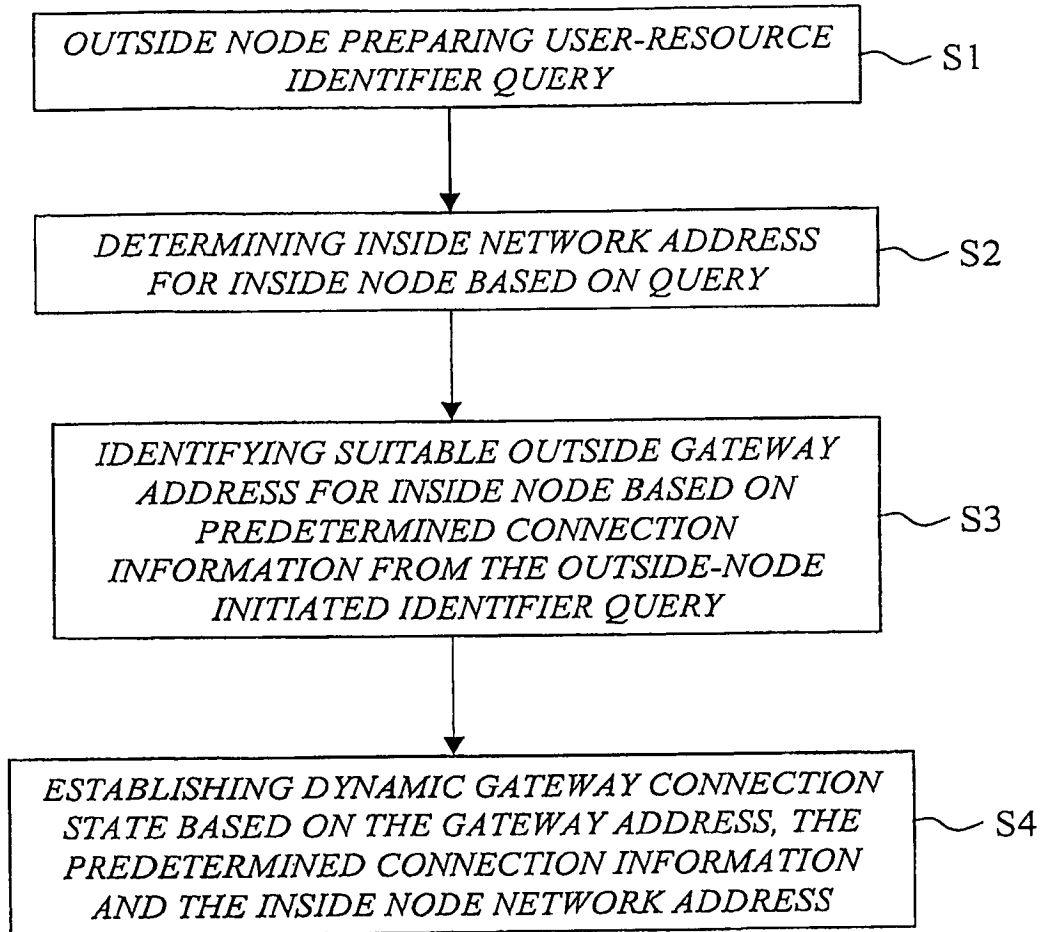 OUTSIDE NODE PREPARING USER-RESOURCE
IDENTIFIER QUERY
S1
DETERMINING INSIDE NETWORK ADDRESS
FOR INSIDE NODE BASED ON QUERY
S2
IDENTIFYING SUITABLE OUTSIDE GATEWAY
ADDRESS FOR INSIDE NODE BASED ON
PREDETERMINED CONNECTION
INFORMATION FROM THE OUTSIDE-NODE
INITIATED IDENTIFIER QUERY
S3
ESTABLISHING DYNAMIC GATEWAY CONNECTION
STATE BASED ON THE GATEWAY ADDRESS, THE
PREDETERMINED CONNECTION INFORMATION
AND THE INSIDE NODE NETWORK ADDRESS
S4